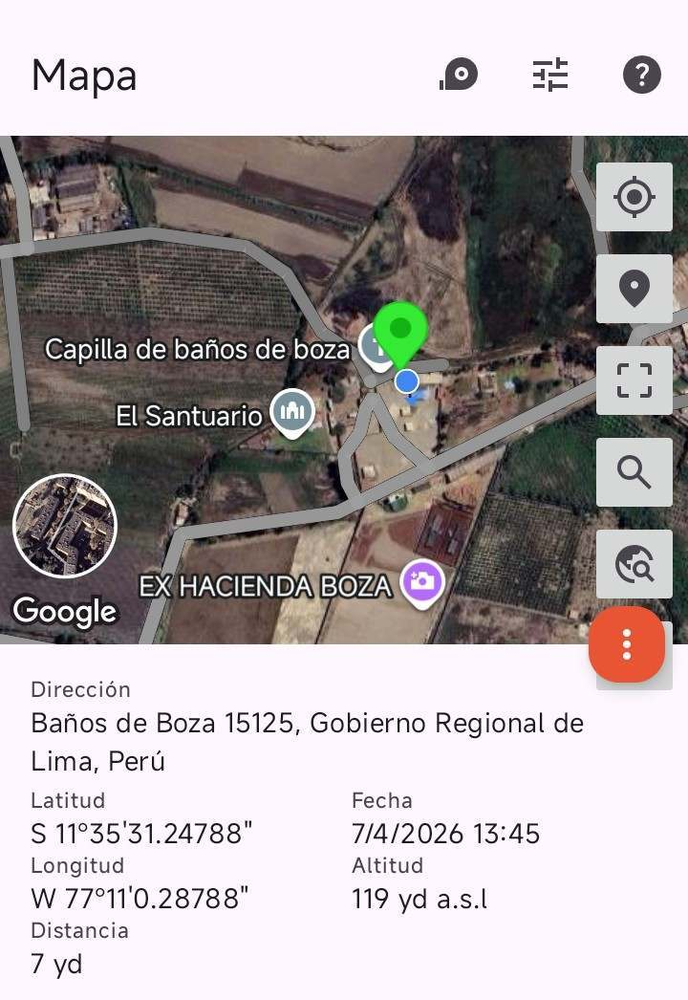 Mapa
Capilla de baños de boza
El Santuario
EX HACIENDA BOZA
Google
Dirección
Baños de Boza 15125, Gobierno Regional de
Lima, Perú
Latitud
S 11°35'31.24788"
Fecha
7/4/2026 13:45
Longitud
W 77°11'0.28788"
Altitud
119 yd a.s.l
Distancia
7 yd